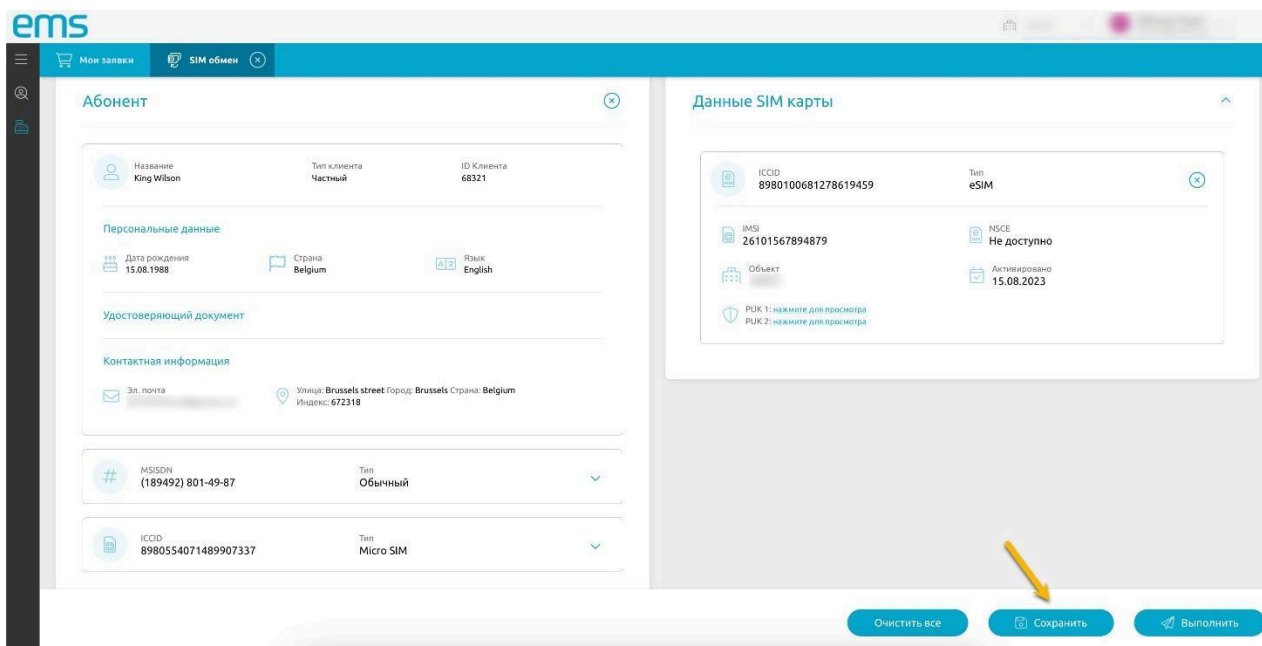 ems
Мои заявки
SIM обмен
Абонент
Название
King Wilson
Тип клиента
Частный
ID Клиента
68321
Персональные данные
Дата рождения
15.08.1988
Страна
Belgium
Язык
English
Удостоверяющий документ
Контактная информация
Эл. почта
Улица: Brussels street Город: Brussels Страна: Belgium
Индекс: 672318
MSISDN
(189492) 801-49-87
Тип
Обычный
ICCID
8980554071489907337
Тип
Micro SIM
Данные SIM карты
ICCID
8980100681278619459
Тип
eSIM
IMSI
26101567894879
NSCE
Не доступно
Объект
Активировано
15.08.2023
PUK 1: нажмите для просмотра
PUK 2: нажмите для просмотра
Очистить все
Сохранить
Выполнить